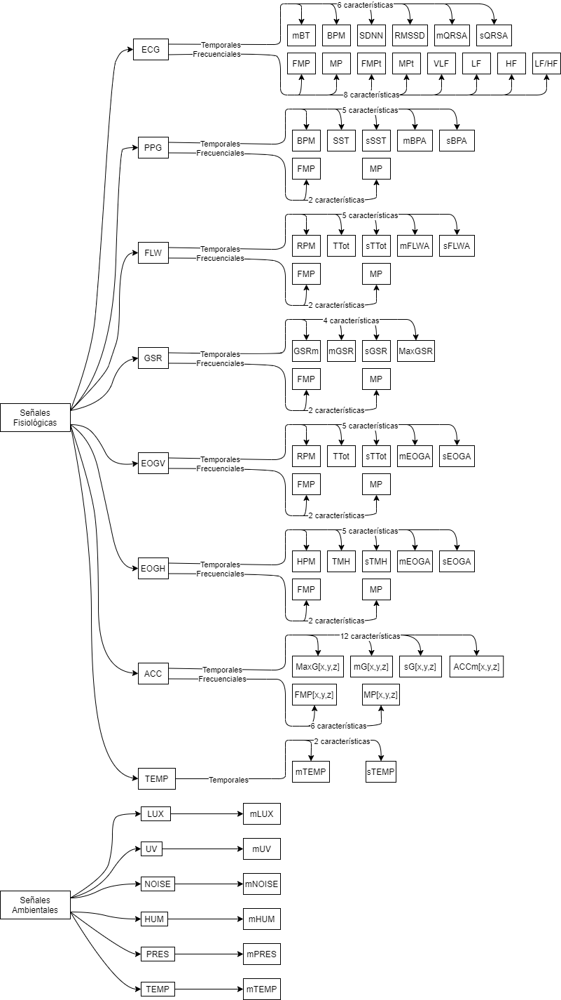 6 características
mBT BPM SDNN RMSSD mQRSA sQRSA
ECG
Temporales
Frecuenciales
FMP MP FMPt MPt VLF LF HF LF/HF
8 características
5 características
BPM SST sSST mBPA sBPA
PPG
Temporales
Frecuenciales
FMP MP
2 características
5 características
RPM TTot sTTot mFLWA sFLWA
FLW
Temporales
Frecuenciales
FMP MP
2 características
4 características
GSRm mGSR sGSR MaxGSR
GSR
Temporales
Frecuenciales
FMP MP
2 características
Señales
Fisiológicas
5 características
RPM TTot sTTot mEOGA sEOGA
EOGV
Temporales
Frecuenciales
FMP MP
2 características
5 características
HPM TMH sTMH mEOGA sEOGA
EOGH
Temporales
Frecuenciales
FMP MP
2 características
12 características
MaxG[x,y,z] mG[x,y,z] sG[x,y,z] ACCm[x,y,z]
ACC
Temporales
Frecuenciales
FMP[x,y,z] MP[x,y,z]
6 características
2 características
mTEMP sTEMP
TEMP
Temporales
LUX mLUX
UV mUV
NOISE mNOISE
Señales
Ambientales
HUM mHUM
PRES mPRES
TEMP mTEMP